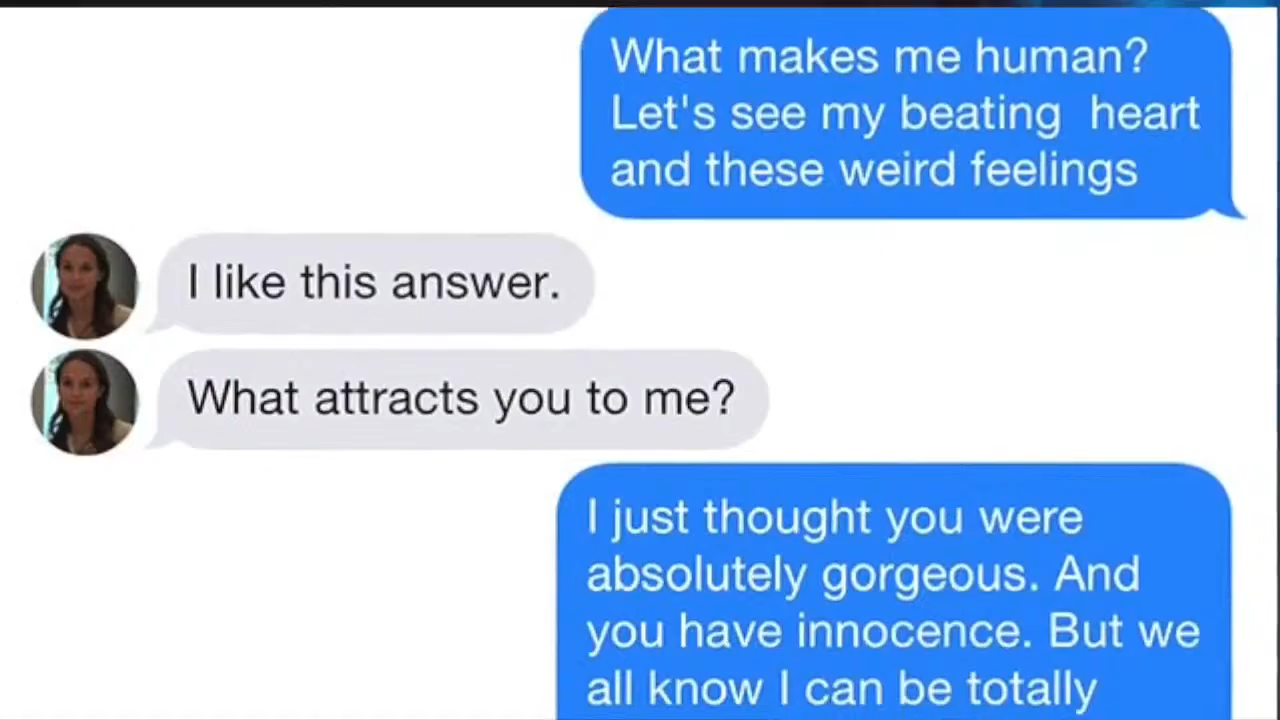 What makes me human?
Let's see my beating  heart
and these weird feelings
I like this answer.
What attracts you to me?
I just thought you were
absolutely gorgeous. And
you have innocence. But we
all know I can be totally